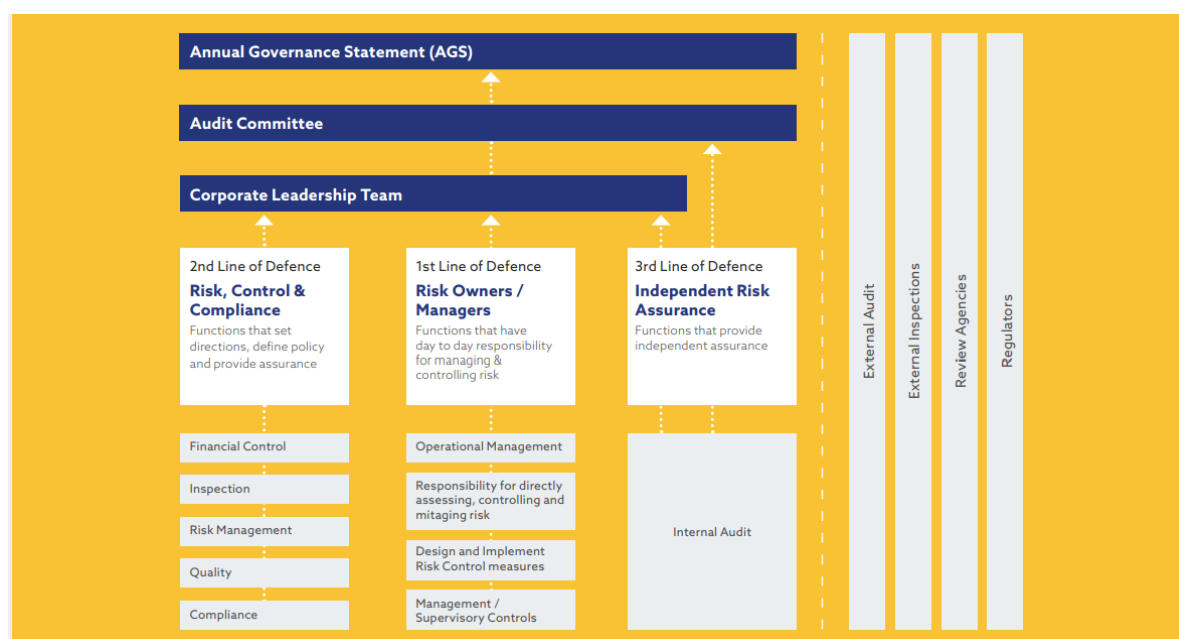 Annual Governance Statement (AGS)
Audit Committee
Corporate Leadership Team
2nd Line of Defence
Risk, Control &
Compliance
Functions that set
directions, define policy
and provide assurance
Financial Control
Inspection
Risk Management
Quality
Compliance
1st Line of Defence
Risk Owners /
Managers
Functions that have
day to day responsibility
for managing &
controlling risk
Operational Management
Responsibility for directly
assessing, controlling and
mitaging risk
Design and Implement
Risk Control measures
Management /
Supervisory Controls
3rd Line of Defence
Independent Risk
Assurance
Functions that provide
independent assurance
Internal Audit
External Audit
External Inspections
Review Agencies
Regulators